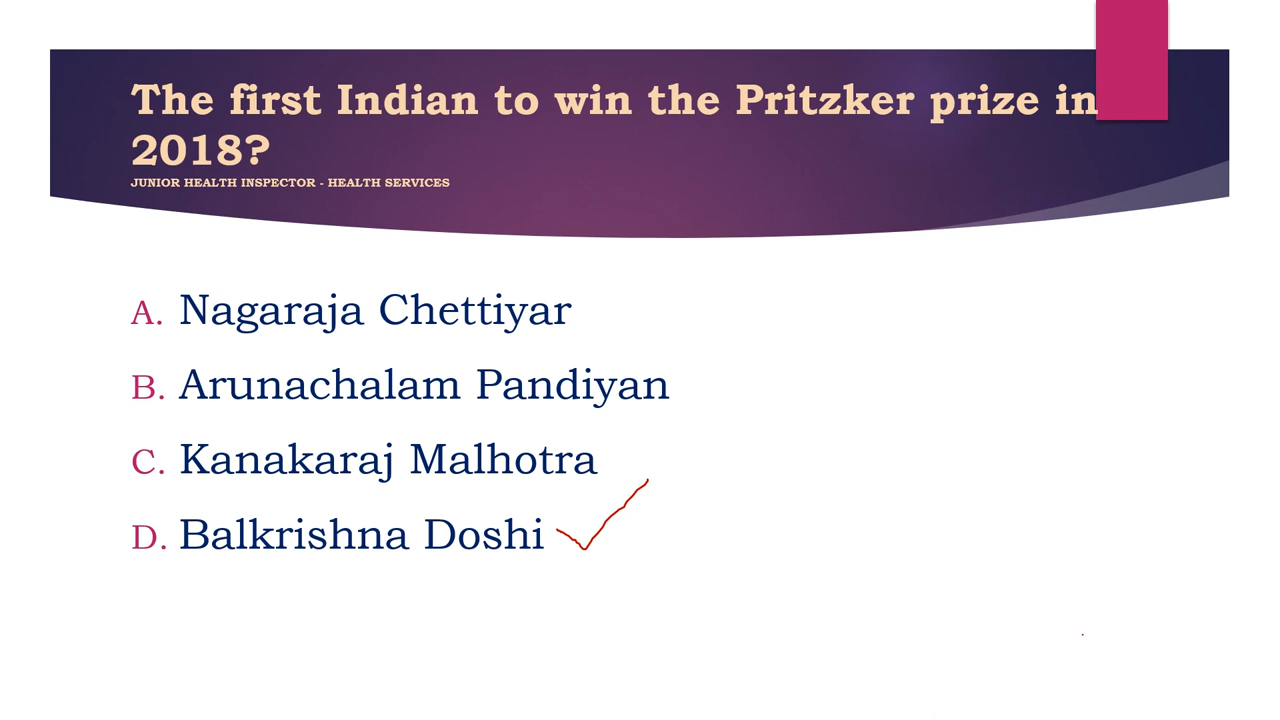 The first Indian to win the Pritzker prize in
2018?
JUNIOR HEALTH INSPECTOR - HEALTH SERVICES
A. Nagaraja Chettiyar
B. Arunachalam Pandiyan
C. Kanakaraj Malhotra
D. Balkrishna Doshi